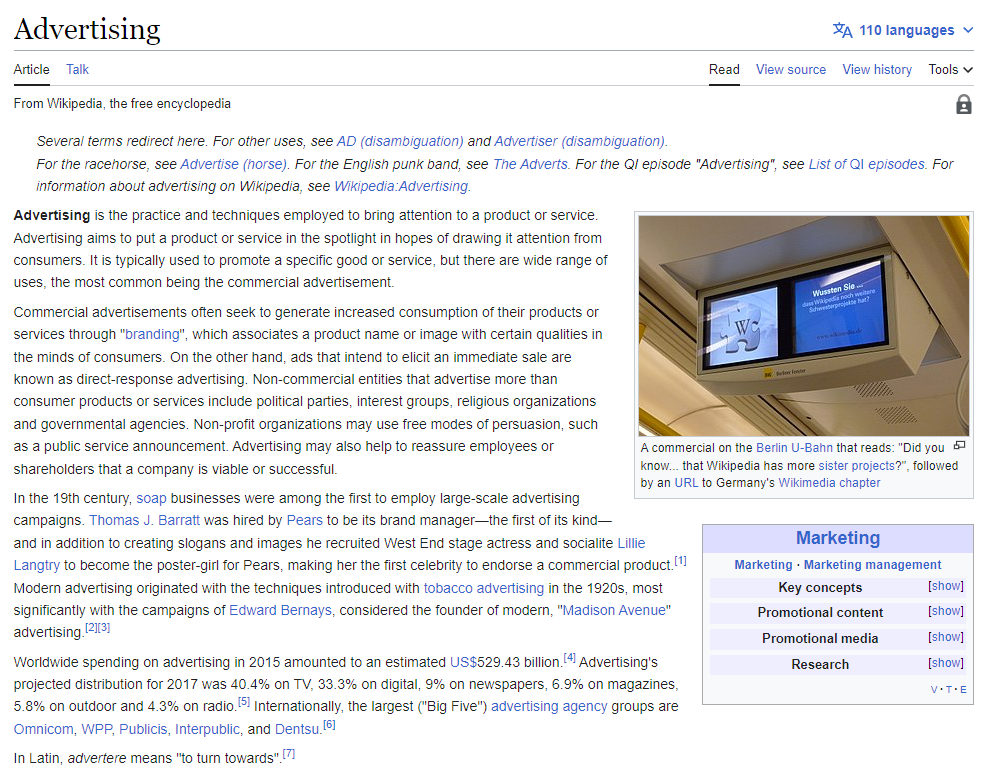 Advertising
110 languages
Article Talk
Read View source View history Tools
From Wikipedia, the free encyclopedia
Several terms redirect here. For other uses, see AD (disambiguation) and Advertiser (disambiguation).
For the racehorse, see Advertise (horse). For the English punk band, see The Adverts. For the QI episode "Advertising", see List of QI episodes. For
information about advertising on Wikipedia, see Wikipedia:Advertising.
Advertising is the practice and techniques employed to bring attention to a product or service.
Advertising aims to put a product or service in the spotlight in hopes of drawing it attention from
consumers. It is typically used to promote a specific good or service, but there are wide range of
uses, the most common being the commercial advertisement.
Commercial advertisements often seek to generate increased consumption of their products or
services through "branding", which associates a product name or image with certain qualities in
the minds of consumers. On the other hand, ads that intend to elicit an immediate sale are
known as direct-response advertising. Non-commercial entities that advertise more than
consumer products or services include political parties, interest groups, religious organizations
and governmental agencies. Non-profit organizations may use free modes of persuasion, such
as a public service announcement. Advertising may also help to reassure employees or
shareholders that a company is viable or successful.
In the 19th century, soap businesses were among the first to employ large-scale advertising
campaigns. Thomas J. Barratt was hired by Pears to be its brand manager—the first of its kind—
and in addition to creating slogans and images he recruited West End stage actress and socialite Lillie
Langtry to become the poster-girl for Pears, making her the first celebrity to endorse a commercial product.[1]
Modern advertising originated with the techniques introduced with tobacco advertising in the 1920s, most
significantly with the campaigns of Edward Bernays, considered the founder of modern, "Madison Avenue"
advertising.[2][3]
Worldwide spending on advertising in 2015 amounted to an estimated US$529.43 billion.[4] Advertising's
projected distribution for 2017 was 40.4% on TV, 33.3% on digital, 9% on newspapers, 6.9% on magazines,
5.8% on outdoor and 4.3% on radio.[5] Internationally, the largest ("Big Five") advertising agency groups are
Omnicom, WPP, Publicis, Interpublic, and Dentsu.[6]
In Latin, advertere means "to turn towards".[7]
W
Wussten Sie ...
dass Wikipedia noch weitere
Schwesterprojekte hat?
www.wikimedia.de
Berliner Fenster
A commercial on the Berlin U-Bahn that reads: "Did you
know... that Wikipedia has more sister projects?", followed
by an URL to Germany's Wikimedia chapter
Marketing
Marketing · Marketing management
Key concepts [show]
Promotional content [show]
Promotional media [show]
Research [show]
V · T · E